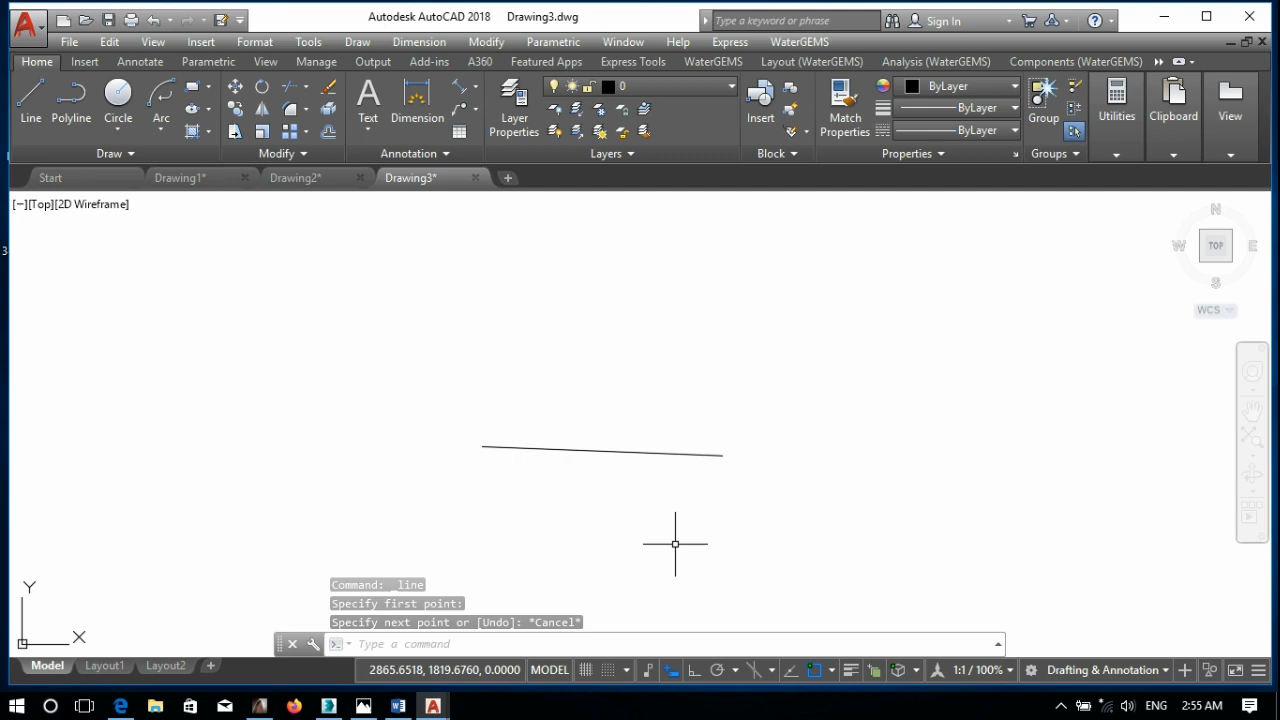 Autodesk AutoCAD 2018 Drawing3.dwg Type a keyword or phrase Sign In
File Edit View Insert Format Tools Draw Dimension Modify Parametric Window Help Express WaterGEMS
Home Insert Annotate Parametric View Manage Output Add-ins A360 Featured Apps Express Tools WaterGEMS Layout (WaterGEMS) Analysis (WaterGEMS) Components (WaterGEMS)
0 ByLayer
ByLayer
ByLayer
Line Polyline Circle Arc Text Dimension Layer Properties Insert Match Properties Group Utilities Clipboard View
Draw Modify Annotation Layers Block Properties Groups
Start Drawing1* Drawing2* Drawing3*
[−][Top][2D Wireframe]
N
W TOP E
S
WCS
3
Y
X
Command: _line
Specify first point:
Specify next point or [Undo]: *Cancel*
Type a command
Model Layout1 Layout2 2865.6518, 1819.6760, 0.0000 MODEL 1:1 / 100% Drafting & Annotation
ENG 2:55 AM